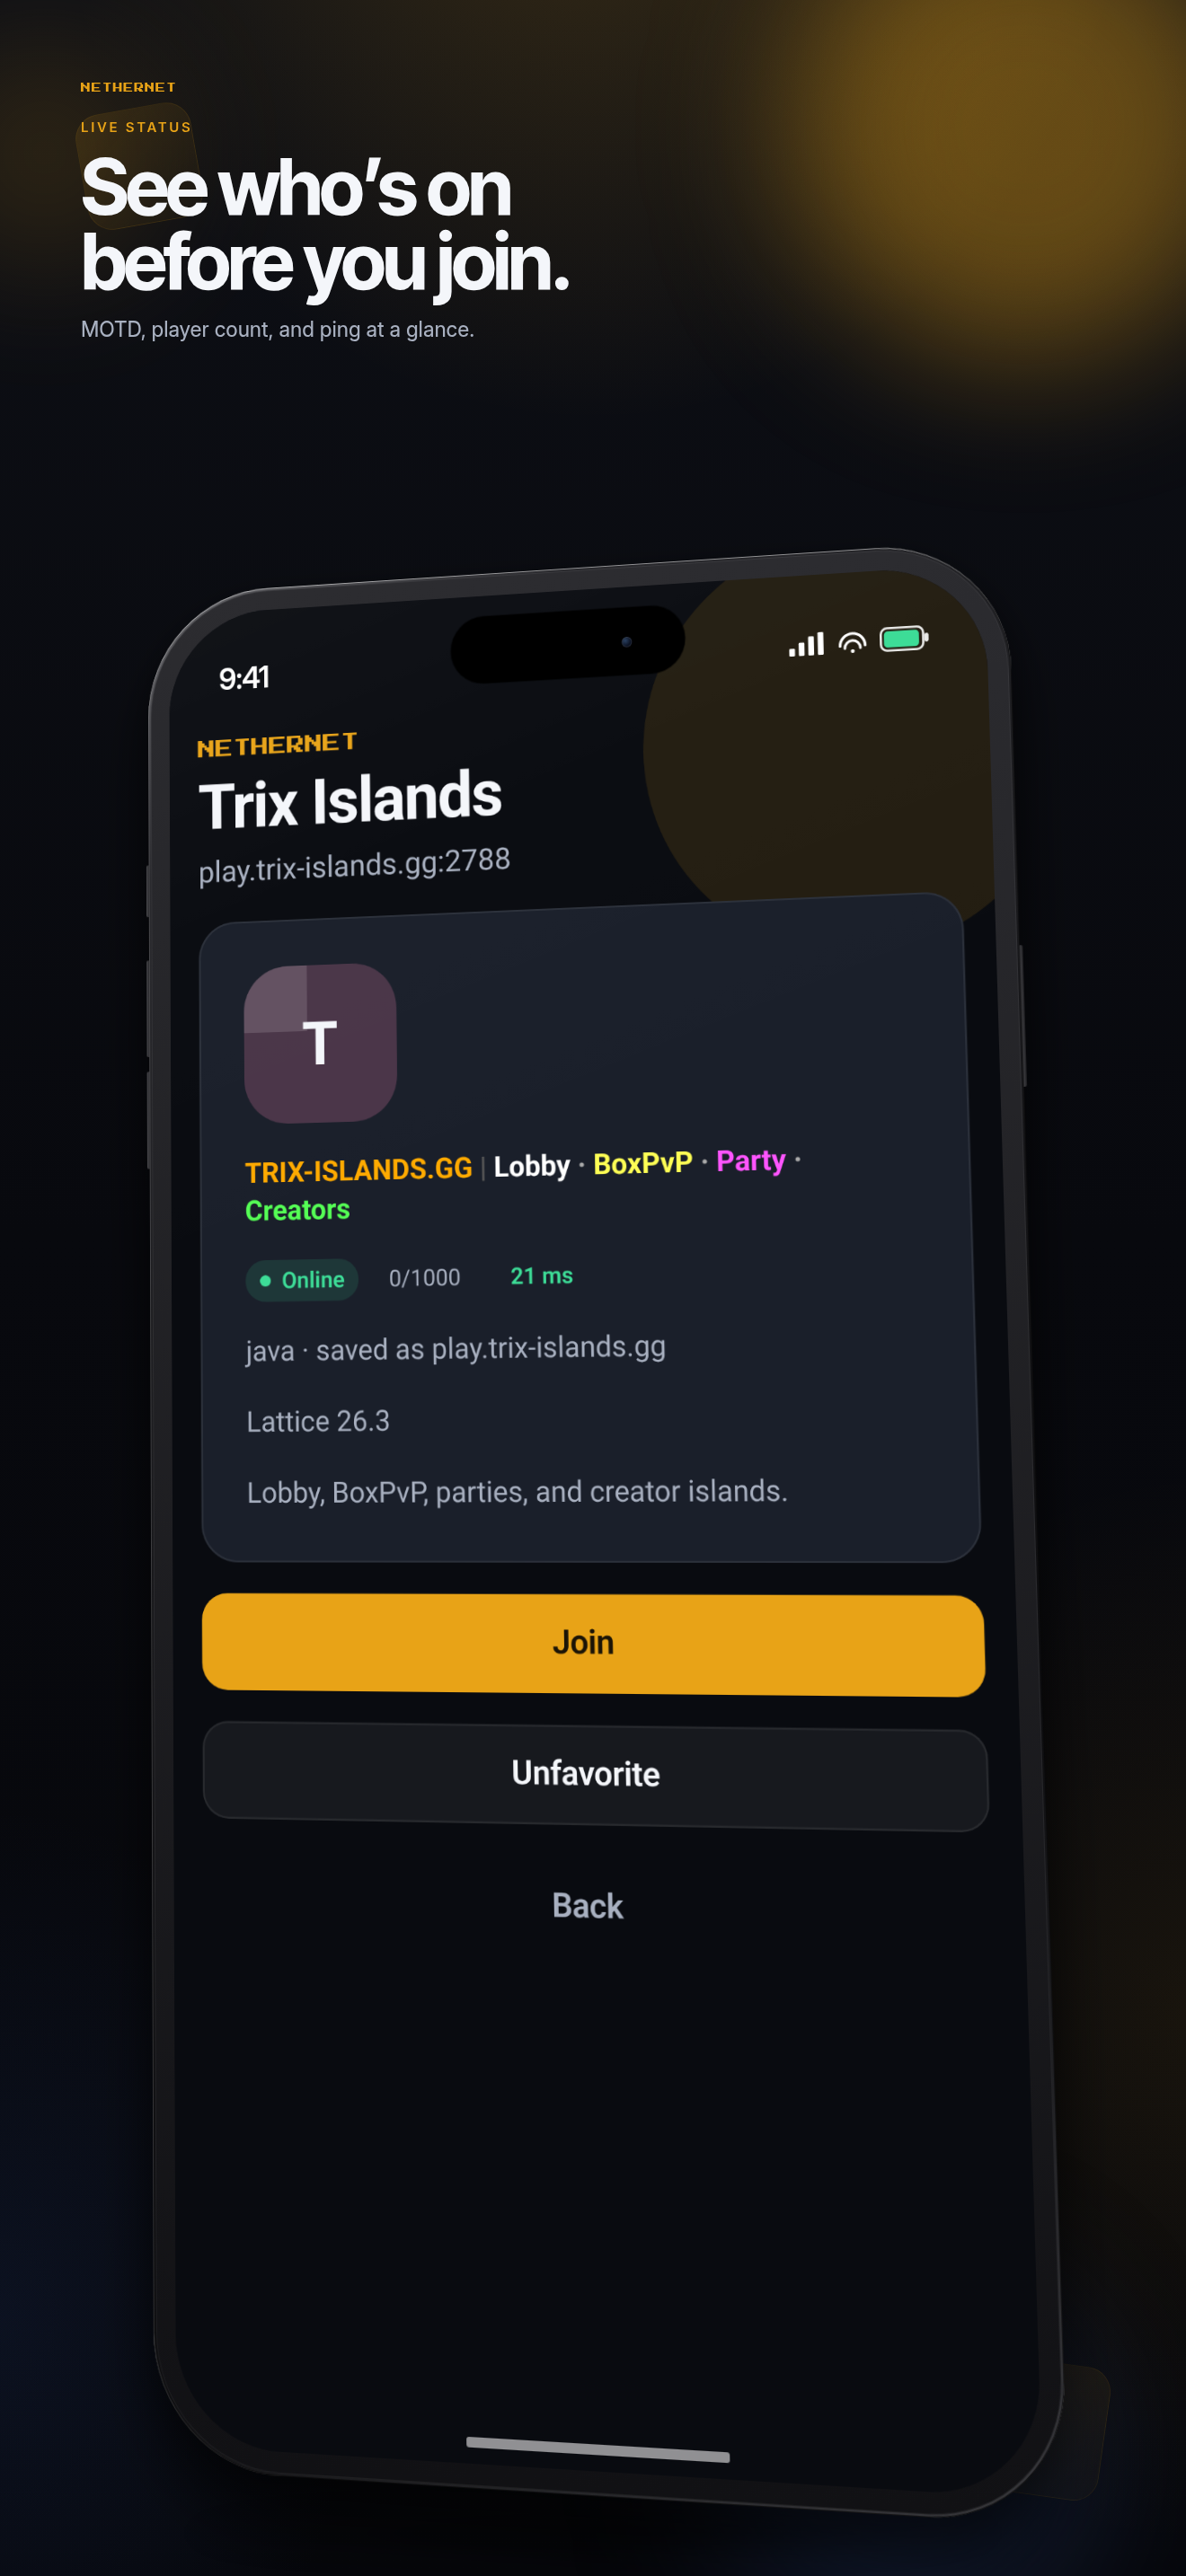 NETHERNET
LIVE STATUS
See who’s on
before you join.
MOTD, player count, and ping at a glance.
9:41
NETHERNET
Trix Islands
play.trix-islands.gg:2788
T
TRIX-ISLANDS.GG | Lobby · BoxPvP · Party ·
Creators
Online 0/1000 21 ms
java · saved as play.trix-islands.gg
Lattice 26.3
Lobby, BoxPvP, parties, and creator islands.
Join
Unfavorite
Back